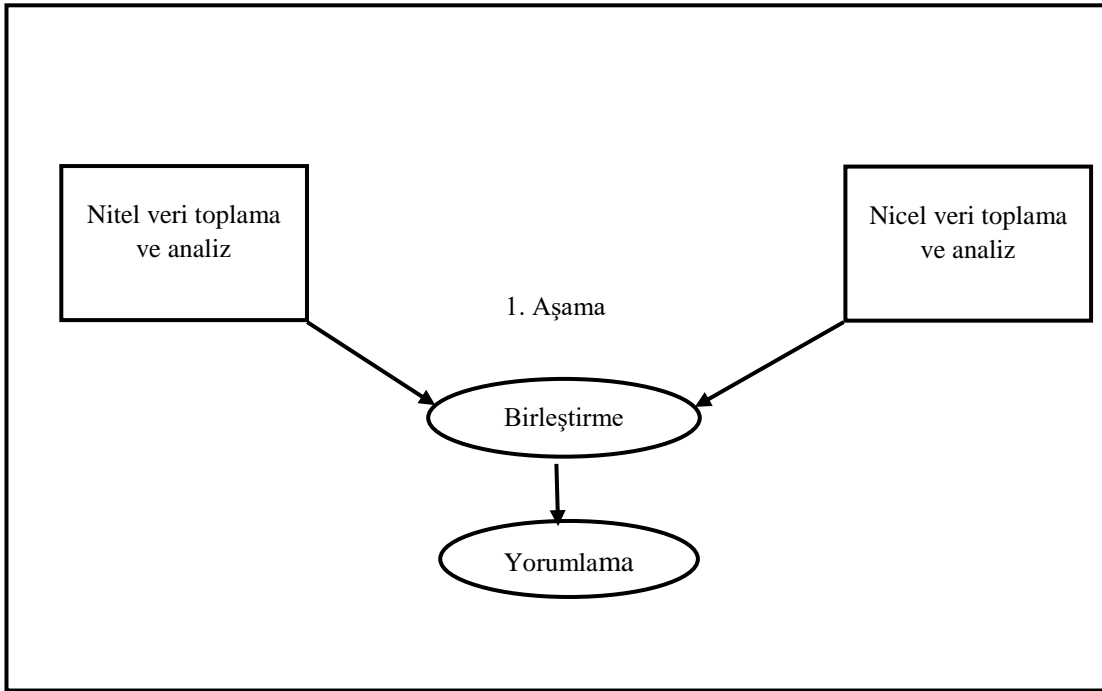 Nitel veri toplama
ve analiz
Nicel veri toplama
ve analiz
1. Aşama
Birleştirme
Yorumlama